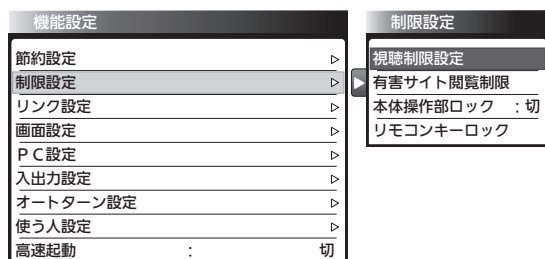 機能設定
節約設定
制限設定
リンク設定
画面設定
ＰＣ設定
入出力設定
オートターン設定
使う人設定
高速起動 : 切
制限設定
視聴制限設定
有害サイト閲覧制限
本体操作部ロック : 切
リモコンキーロック